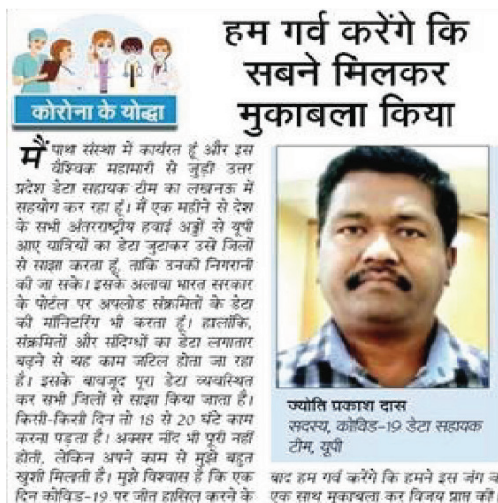 कोरोना के योद्धा
हम गर्व करेंगे कि
सबने मिलकर
मुकाबला किया
मैं पाथ संस्था में कार्यरत हूं और इस
वैश्विक महामारी से जुड़ी उत्तर
प्रदेश डेटा सहायक टीम का लखनऊ में
सहयोग कर रहा हूं। मैं एक महीने से देश
के सभी अंतरराष्ट्रीय हवाई अड्डों से यूपी
आए यात्रियों का डेटा जुटाकर उसे जिलों
से साझा करता हूं, ताकि उनकी निगरानी
की जा सके। इसके अलावा भारत सरकार
के पोर्टल पर अपलोड संक्रमितों के डेटा
की मॉनिटरिंग भी करता हूं। हालांकि,
संक्रमितों और संदिग्धों का डेटा लगातार
बढ़ने से यह काम जटिल होता जा रहा
है। इसके बावजूद पूरा डेटा व्यवस्थित
कर सभी जिलों से साझा किया जाता है।
किसी-किसी दिन तो 18 से 20 घंटे काम
करना पड़ता है। अक्सर नींद भी पूरी नहीं
होती, लेकिन अपने काम से मुझे बहुत
खुशी मिलती है। मुझे विश्वास है कि एक
दिन कोविड-19 पर जीत हासिल करने के
ज्योति प्रकाश दास
सदस्य, कोविड-19 डेटा सहायक
टीम, यूपी
बाद हम गर्व करेंगे कि हमने इस जंग
एक साथ मुकाबला कर विजय प्राप्त की